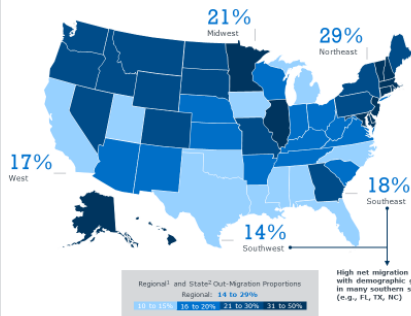 21%
Midwest
29%
Northeast
17%
West
18%
Southeast
14%
Southwest
High net migration
with demographic
in many southern
(e.g., FL, TX, NC)
Regional¹ and State² Out-Migration Proportions
Regional: 14 to 29%
10 to 15%
16 to 20%
21 to 30%
31 to 50%